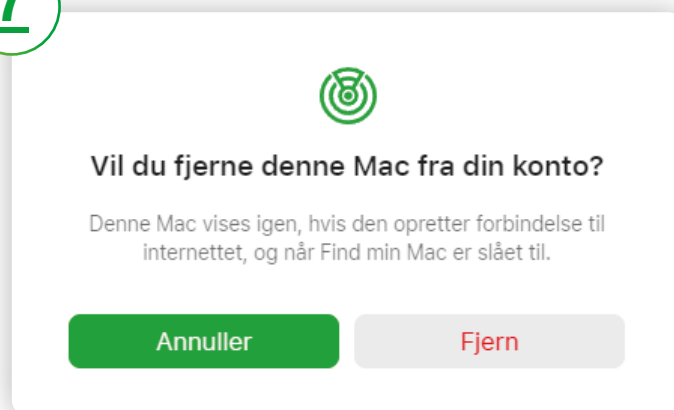 7
Vil du fjerne denne Mac fra din konto?
Denne Mac vises igen, hvis den opretter forbindelse til
internettet, og når Find min Mac er slået til.
Annuller
Fjern